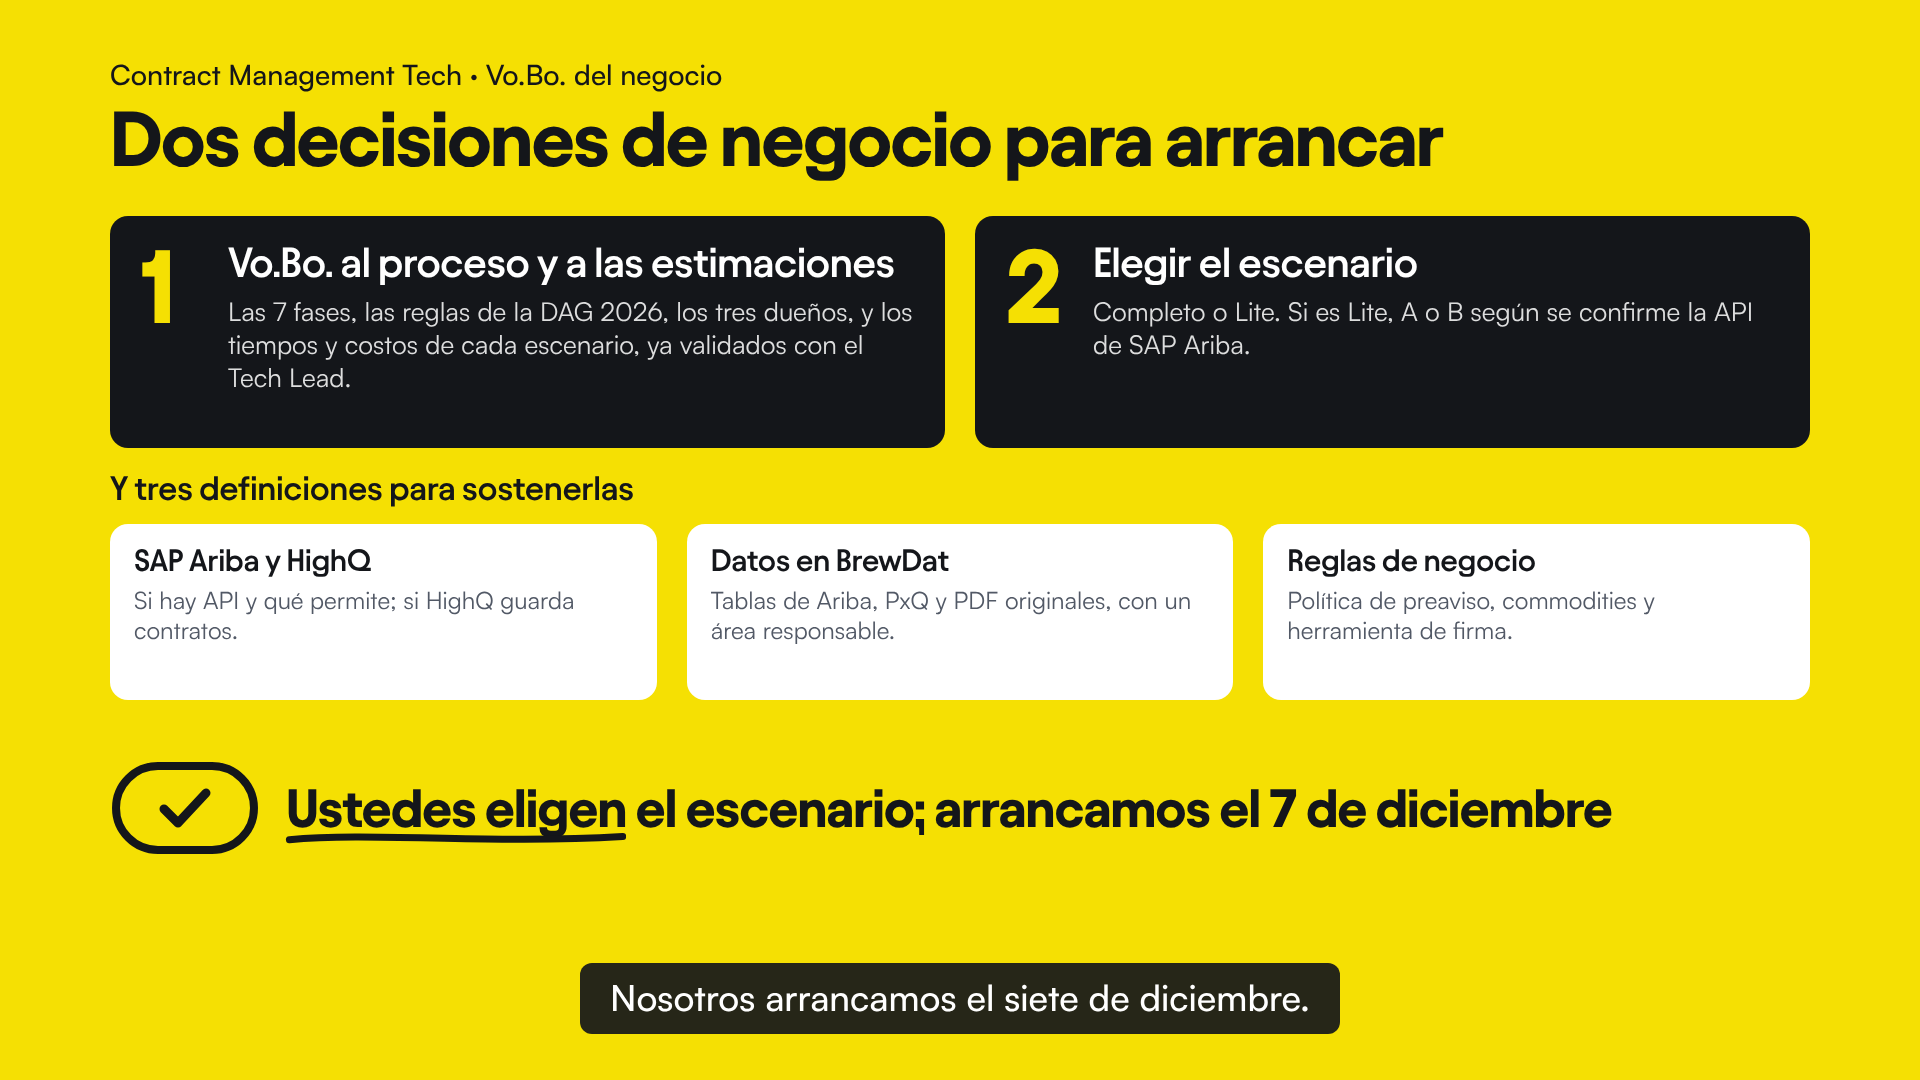 Contract Management Tech · Vo.Bo. del negocio
Dos decisiones de negocio para arrancar
1
Vo.Bo. al proceso y a las estimaciones
Las 7 fases, las reglas de la DAG 2026, los tres dueños, y los
tiempos y costos de cada escenario, ya validados con el
Tech Lead.
2
Elegir el escenario
Completo o Lite. Si es Lite, A o B según se confirme la API
de SAP Ariba.
Y tres definiciones para sostenerlas
SAP Ariba y HighQ
Si hay API y qué permite; si HighQ guarda
contratos.
Datos en BrewDat
Tablas de Ariba, PxQ y PDF originales, con un
área responsable.
Reglas de negocio
Política de preaviso, commodities y
herramienta de firma.
Ustedes eligen el escenario; arrancamos el 7 de diciembre
Nosotros arrancamos el siete de diciembre.